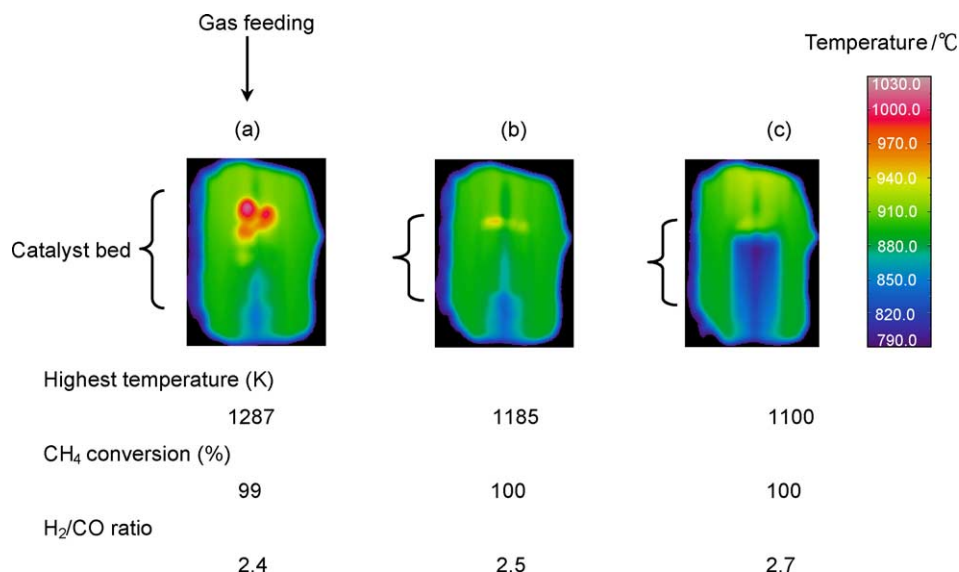 Gas feeding
Temperature /℃
(a)
(b)
(c)
1030.0
1000.0
970.0
940.0
910.0
880.0
850.0
820.0
790.0
Catalyst bed
Highest temperature (K)
1287
1185
1100
CH₄ conversion (%)
99
100
100
H₂/CO ratio
2.4
2.5
2.7